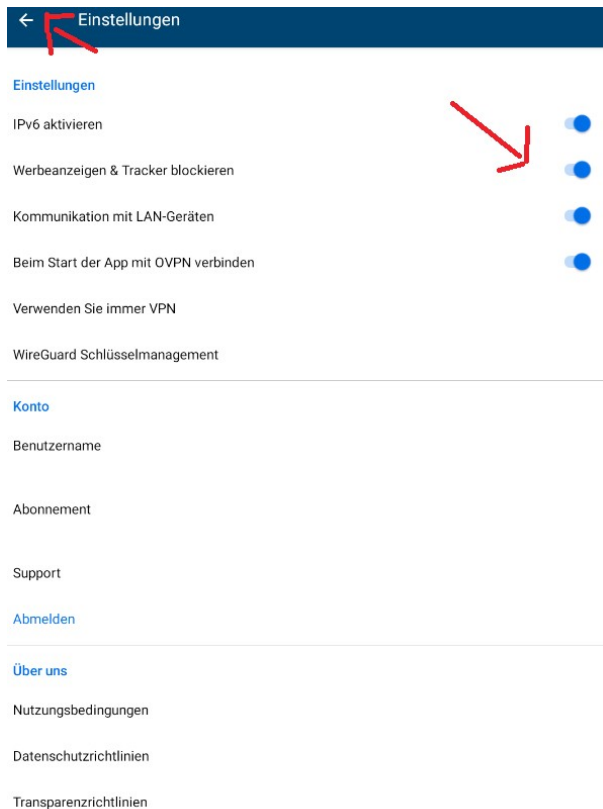 Einstellungen
Einstellungen
IPv6 aktivieren
Werbeanzeigen & Tracker blockieren
Kommunikation mit LAN-Geräten
Beim Start der App mit OVPN verbinden
Verwenden Sie immer VPN
WireGuard Schlüsselmanagement
Konto
Benutzername
Abonnement
Support
Abmelden
Über uns
Nutzungsbedingungen
Datenschutzrichtlinien
Transparenzrichtlinien